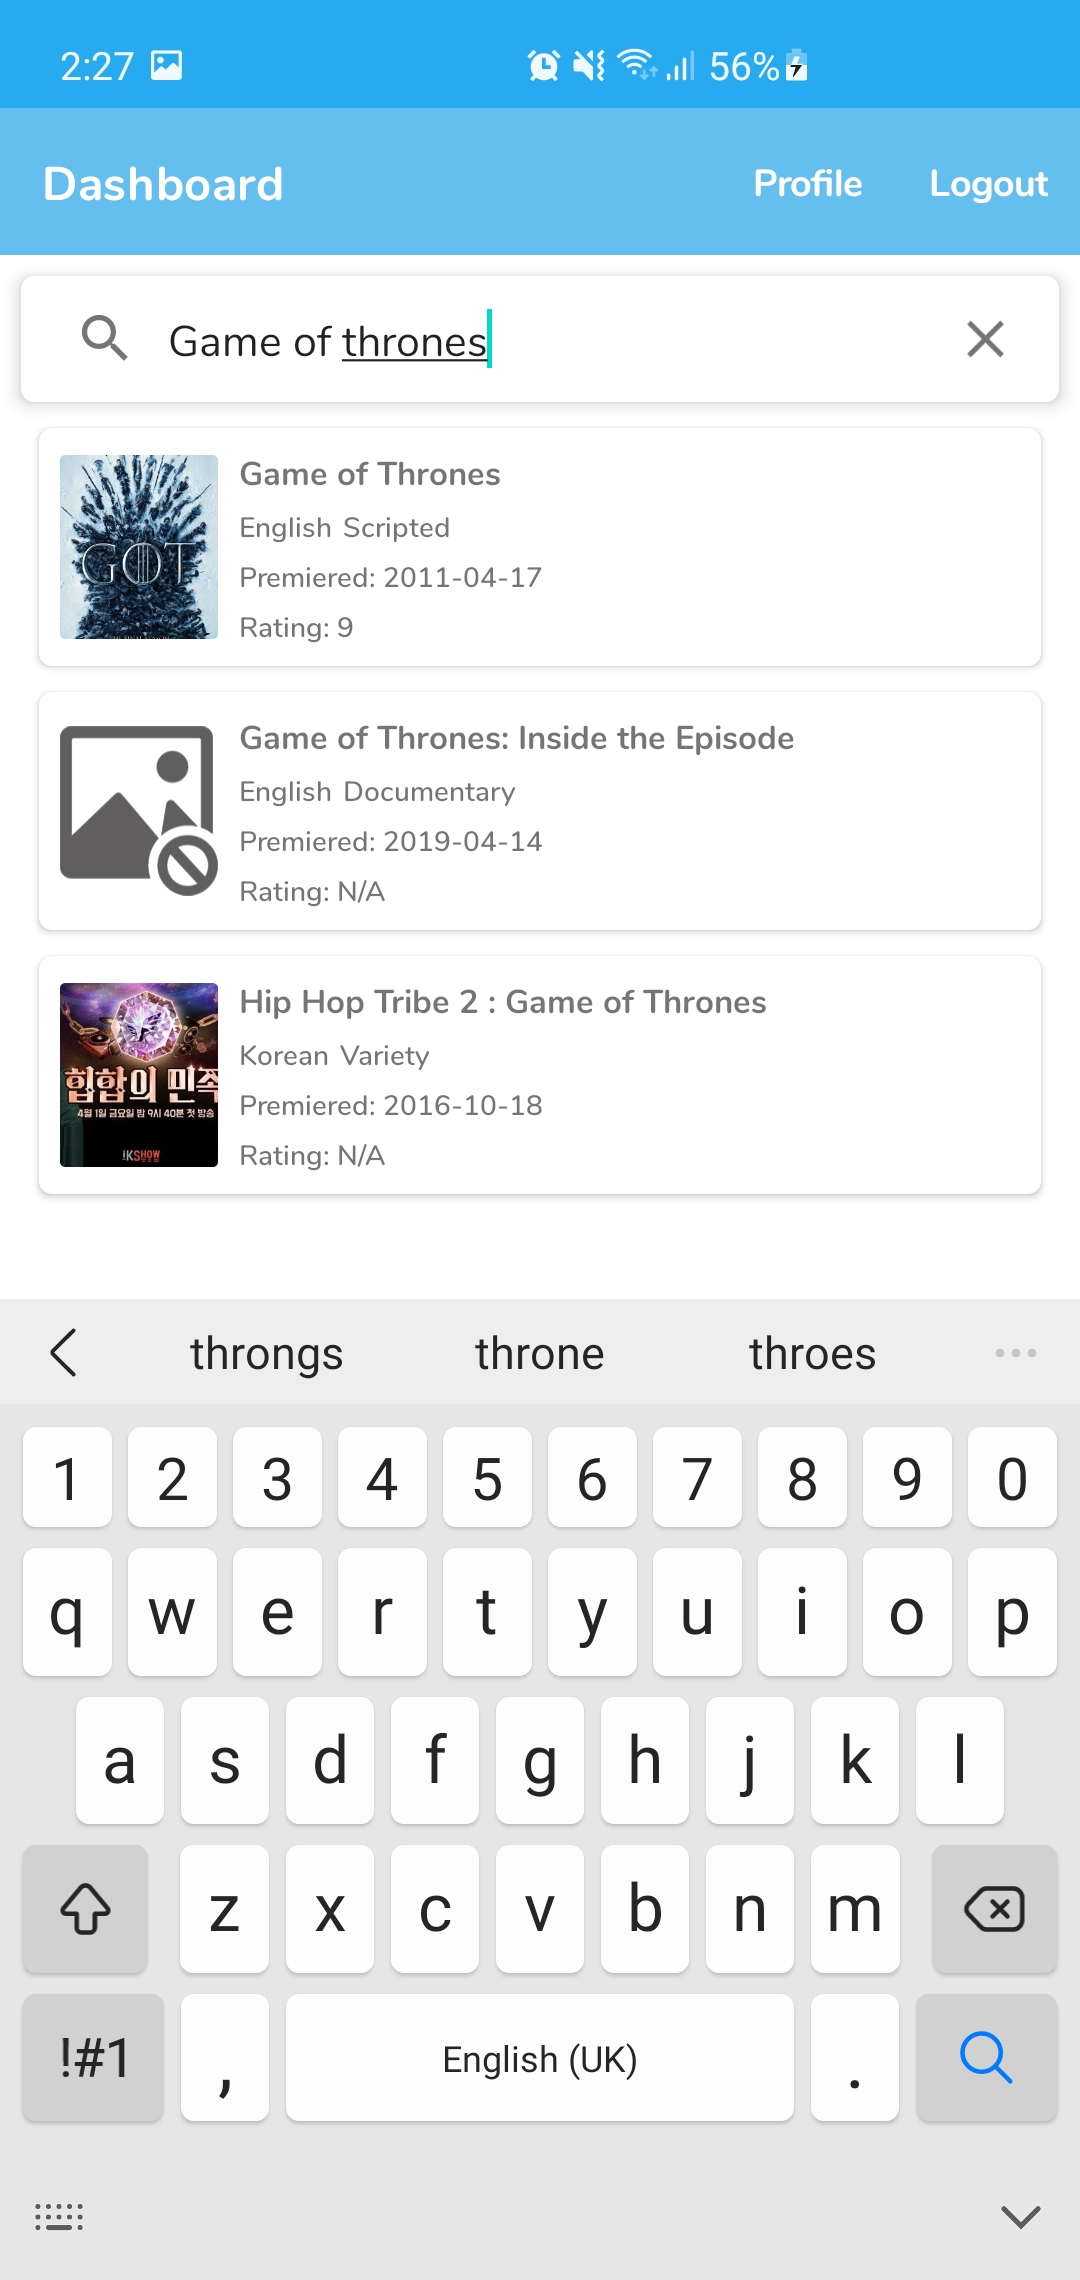 2:27 56%
Dashboard Profile Logout
Game of thrones
GOT
Game of Thrones
English Scripted
Premiered: 2011-04-17
Rating: 9
Game of Thrones: Inside the Episode
English Documentary
Premiered: 2019-04-14
Rating: N/A
힙합의 민족
4월 1일 금요일 밤 9시 40분 첫 방송
Hip Hop Tribe 2 : Game of Thrones
Korean Variety
Premiered: 2016-10-18
Rating: N/A
throngs throne throes
1 2 3 4 5 6 7 8 9 0
q w e r t y u i o p
a s d f g h j k l
z x c v b n m
!#1 , English (UK) .